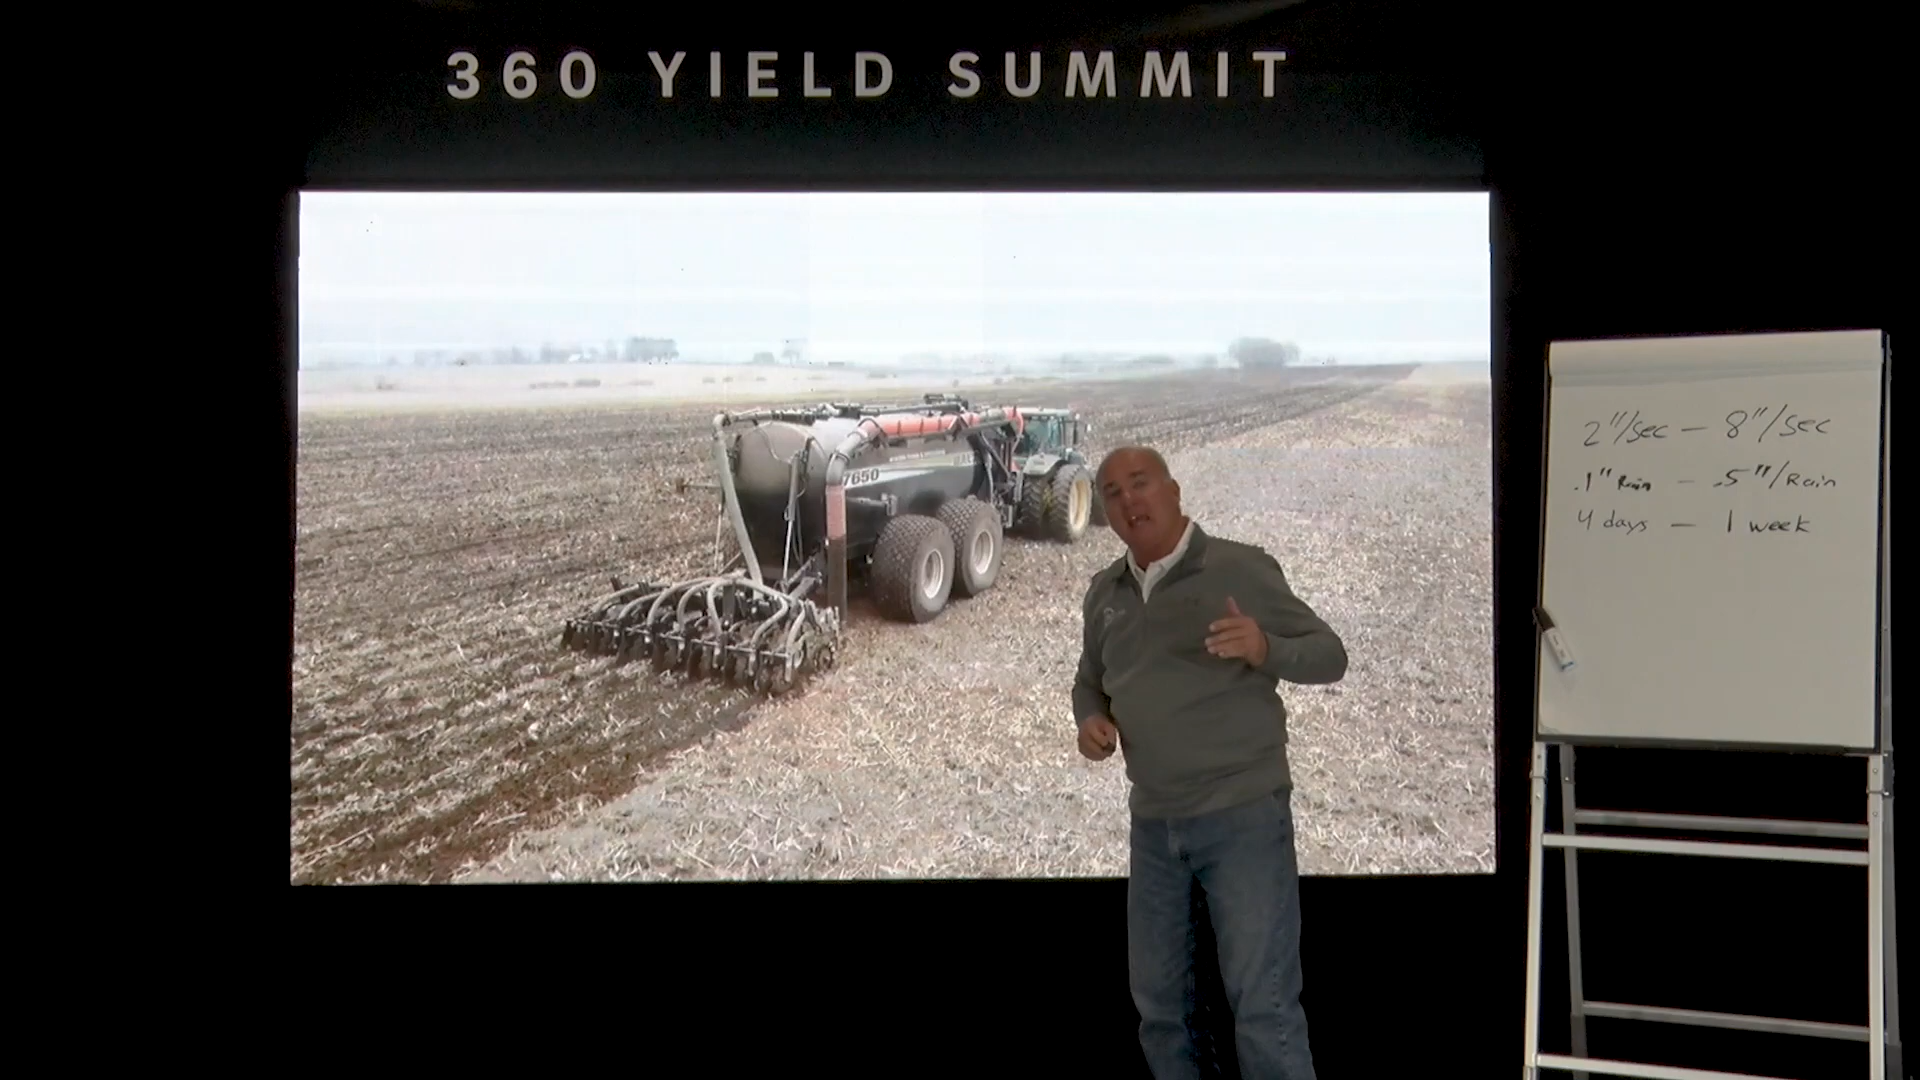 360 YIELD SUMMIT
7650
2"/sec — 8"/sec
.1" Rain — .5"/Rain
4 days — 1 week